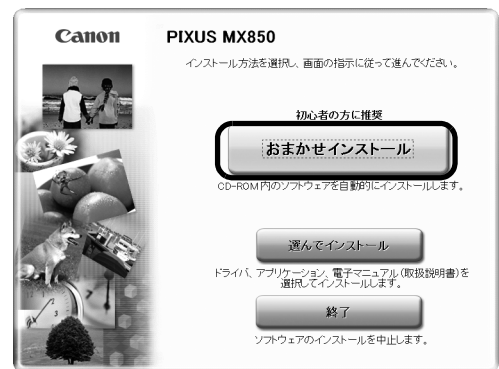 Canon
PIXUS MX850
インストール方法を選択し、画面の指示に従って進んでください。
初心者の方に推奨
おまかせインストール
CD-ROM内のソフトウェアを自動的にインストールします。
選んでインストール
ドライバ、アプリケーション、電子マニュアル(取扱説明書)を
選択してインストールします。
終了
ソフトウェアのインストールを中止します。